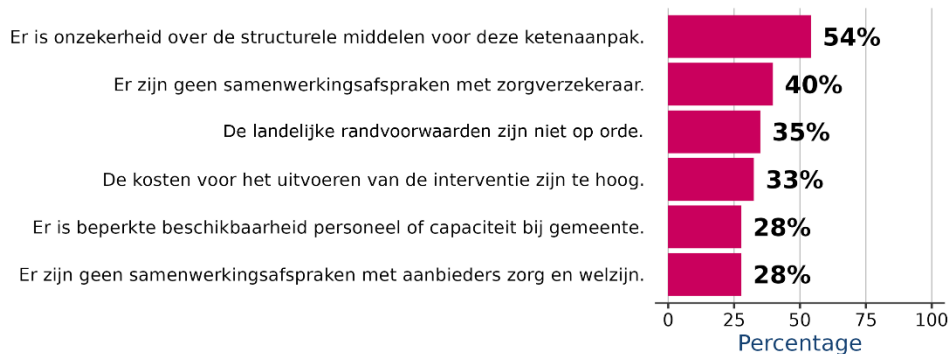 Er is onzekerheid over de structurele middelen voor deze ketenaanpak. 54%
Er zijn geen samenwerkingsafspraken met zorgverzekeraar. 40%
De landelijke randvoorwaarden zijn niet op orde. 35%
De kosten voor het uitvoeren van de interventie zijn te hoog. 33%
Er is beperkte beschikbaarheid personeel of capaciteit bij gemeente. 28%
Er zijn geen samenwerkingsafspraken met aanbieders zorg en welzijn. 28%
0 25 50 75 100
Percentage